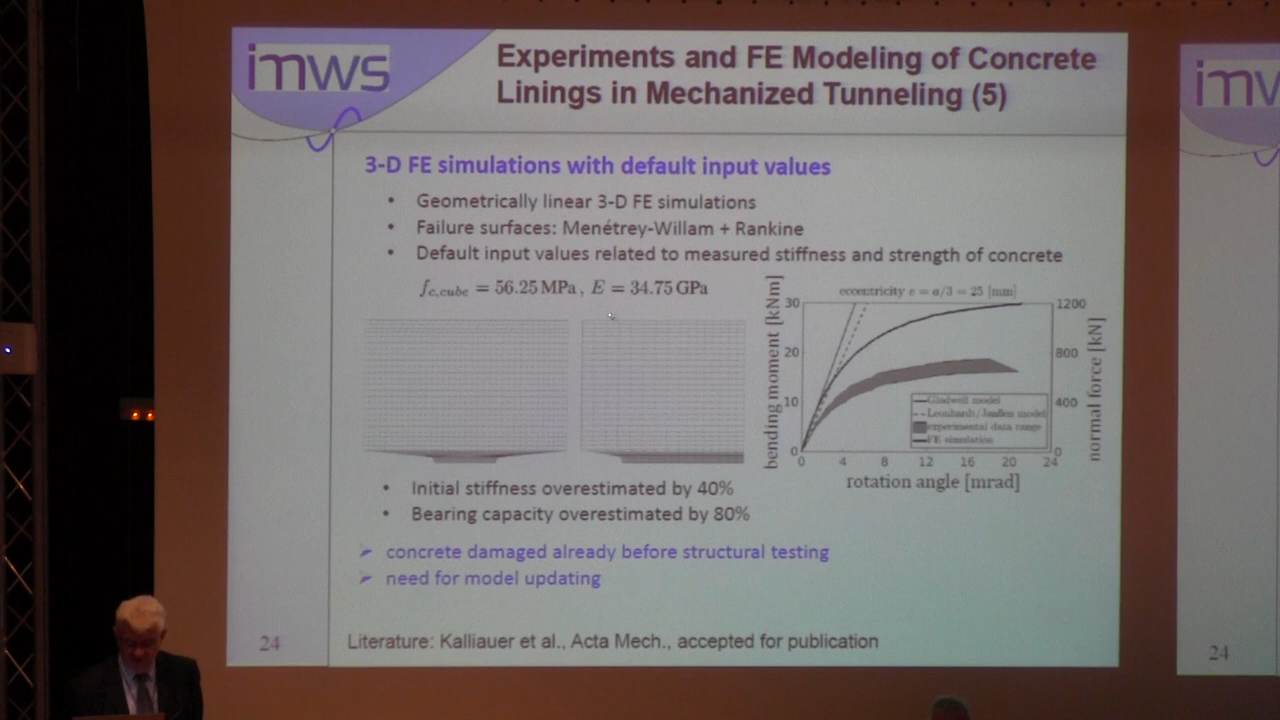 imws
Experiments and FE Modeling of Concrete
Linings in Mechanized Tunneling (5)
3-D FE simulations with default input values
• Geometrically linear 3-D FE simulations
• Failure surfaces: Menétrey-Willam + Rankine
• Default input values related to measured stiffness and strength of concrete
fc,cube = 56.25 MPa, E = 34.75 GPa
eccentricity e = a/3 = 25 [mm]
bending moment [kNm]
30
20
10
0
1200
800
400
0
normal force [kN]
Gladwell model
Leonhardt/Janßen model
experimental data range
FE simulation
0 4 8 12 16 20 24
rotation angle [mrad]
• Initial stiffness overestimated by 40%
• Bearing capacity overestimated by 80%
➢ concrete damaged already before structural testing
➢ need for model updating
24
Literature: Kalliauer et al., Acta Mech., accepted for publication
imw
24